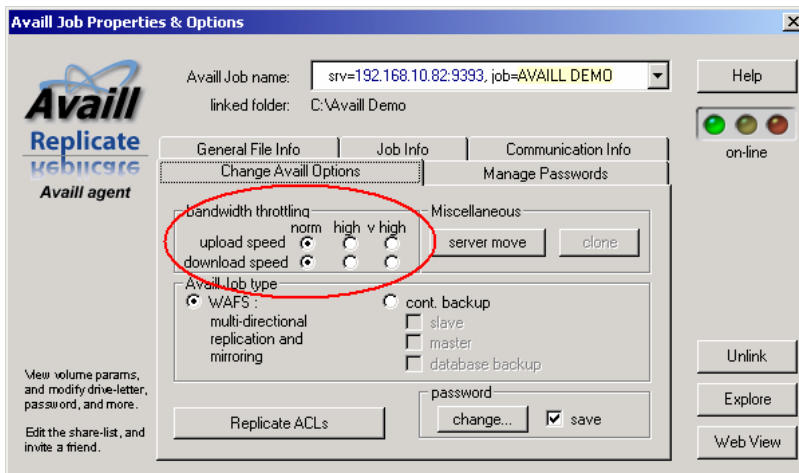 Availl Job Properties & Options
Availl
Replicate
Availl agent
View volume params,
and modify drive-letter,
password, and more.
Edit the share-list, and
invite a friend.
Availl Job name: srv=192.168.10.82:9393, job=AVAILL DEMO
linked folder: C:\Availl Demo
General File Info Job Info Communication Info
Change Availl Options Manage Passwords
bandwidth throttling
norm high v high
upload speed
download speed
Miscellaneous
server move clone
Availl Job type
WAFS :
multi-directional
replication and
mirroring
cont. backup
slave
master
database backup
Replicate ACLs
password
change... save
Help
on-line
Unlink
Explore
Web View